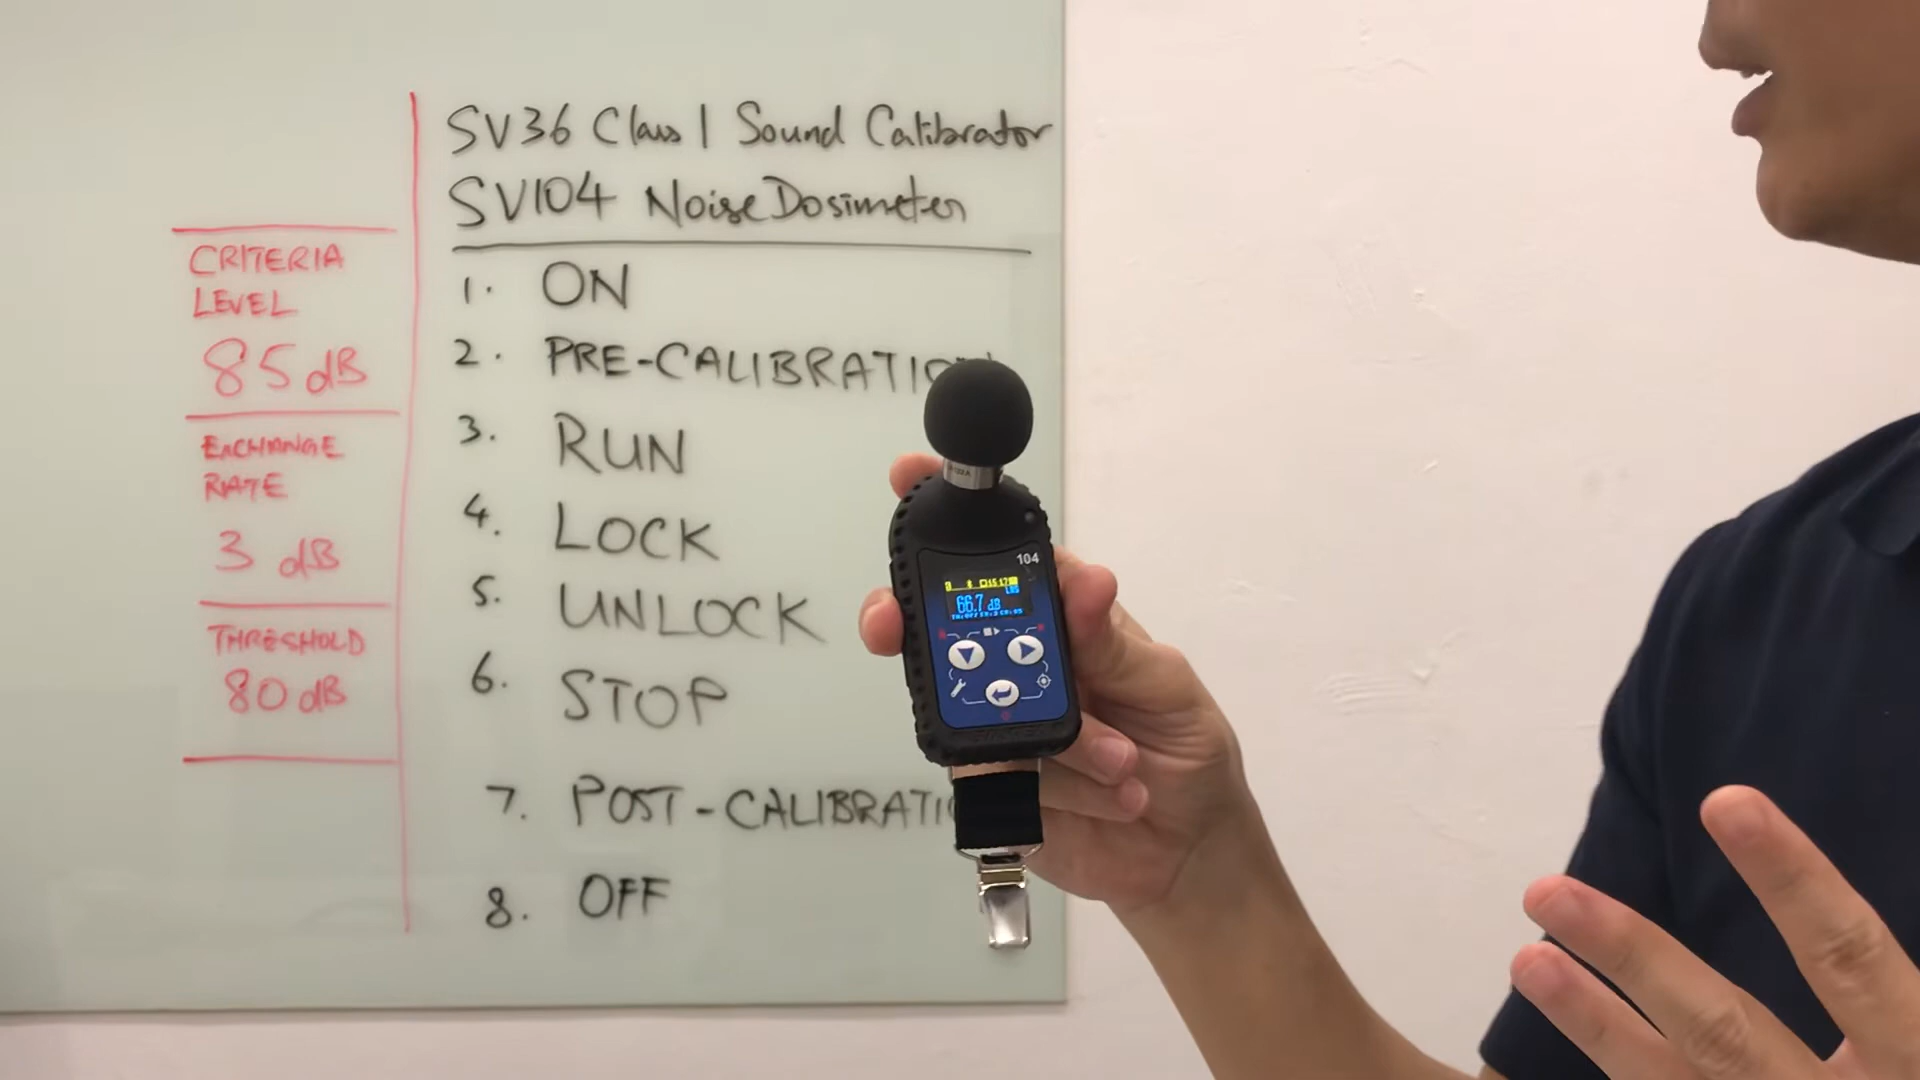 SV36 Class 1 Sound Calibrator
SV104 Noise Dosimeter
CRITERIA
LEVEL
85 dB
EXCHANGE
RATE
3 dB
THRESHOLD
80 dB
1. ON
2. PRE-CALIBRATION
3. RUN
4. LOCK
5. UNLOCK
6. STOP
7. POST-CALIBRATIO
8. OFF
104
66.7 dB